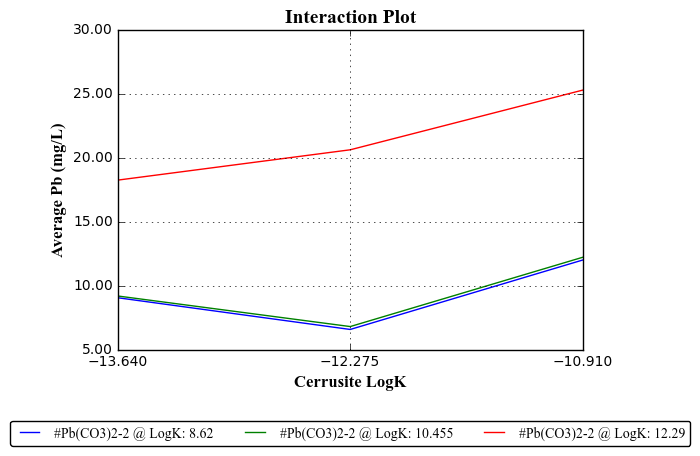 Interaction Plot
30.00
25.00
20.00
15.00
10.00
5.00
Average Pb (mg/L)
−13.640 −12.275 −10.910
Cerrusite LogK
#Pb(CO3)2-2 @ LogK: 8.62 #Pb(CO3)2-2 @ LogK: 10.455 #Pb(CO3)2-2 @ LogK: 12.29